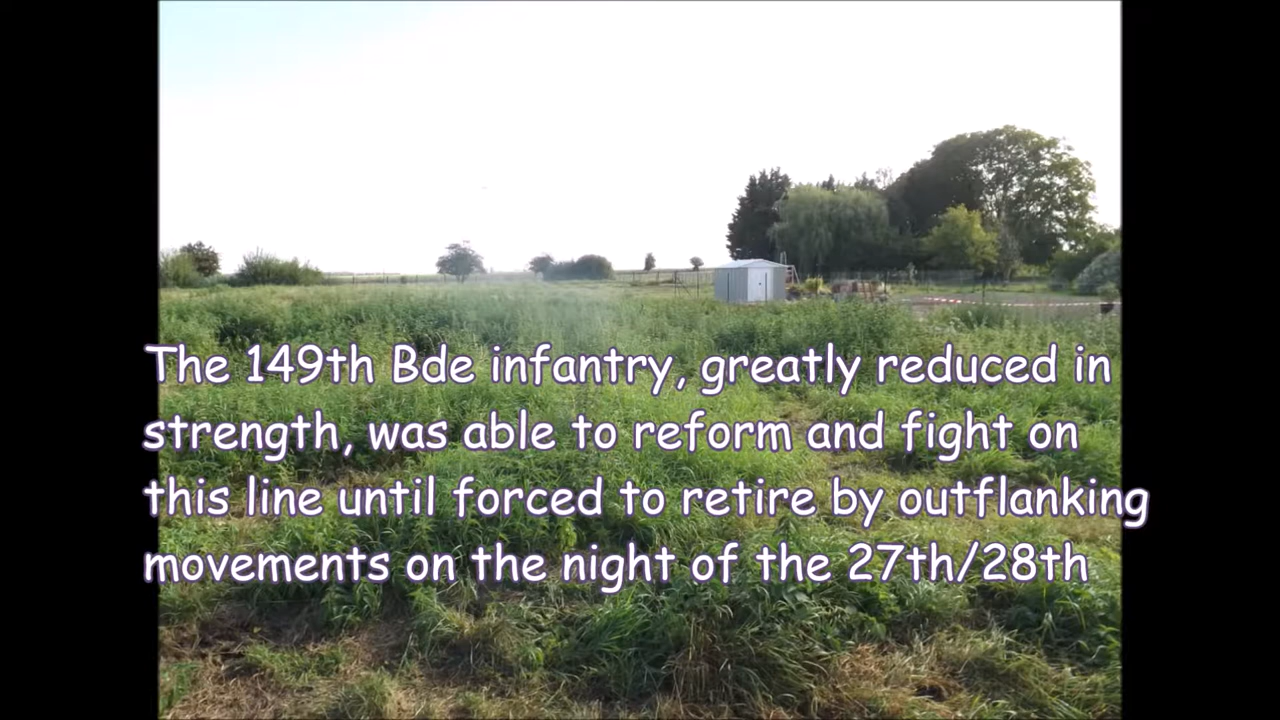 The 149th Bde infantry, greatly reduced in
strength, was able to reform and fight on
this line until forced to retire by outflanking
movements on the night of the 27th/28th